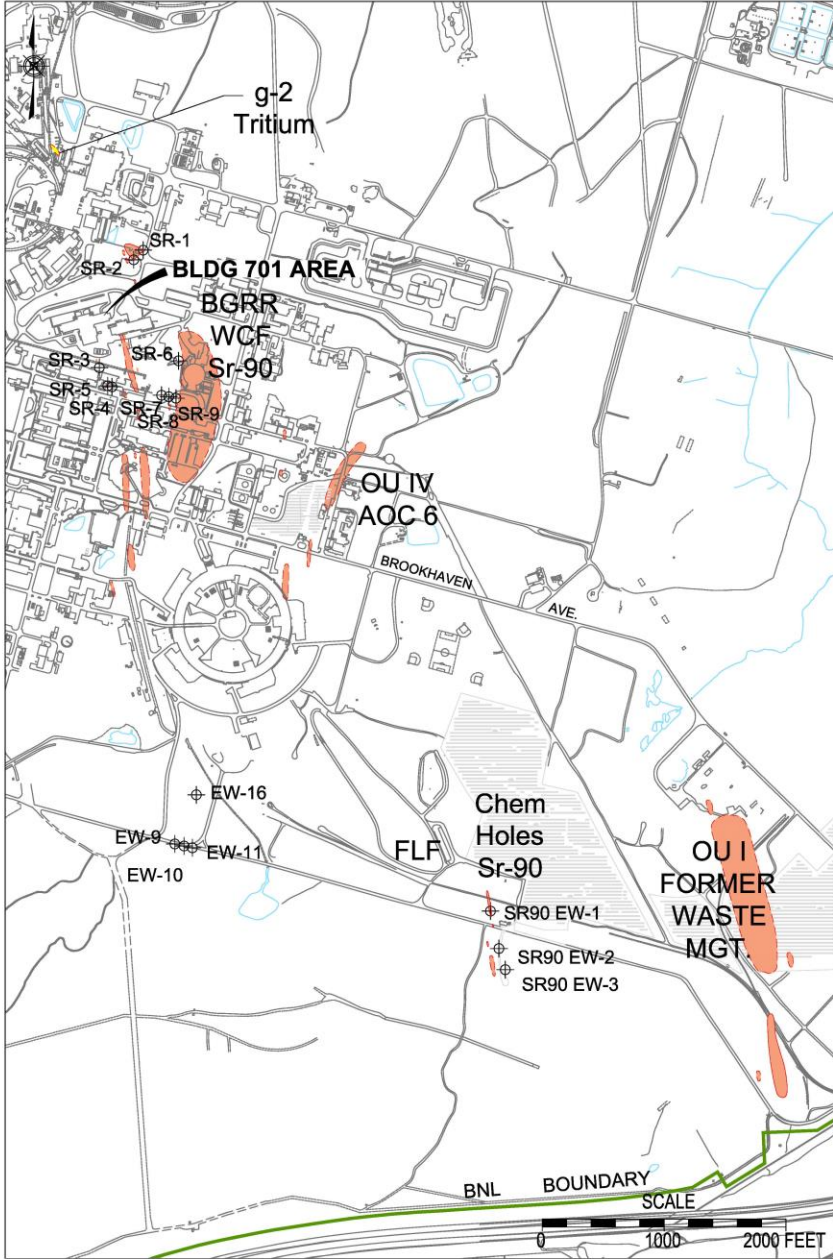 g-2
Tritium
SR-1
SR-2
BLDG 701 AREA
BGRR
WCF
Sr-90
SR-3
SR-6
SR-5
SR-4
SR-7
SR-8
SR-9
OU IV
AOC 6
BROOKHAVEN
AVE.
EW-16
EW-9
EW-11
EW-10
FLF
Chem
Holes
Sr-90
SR90 EW-1
SR90 EW-2
SR90 EW-3
OU I
FORMER
WASTE
MGT.
BNL BOUNDARY
SCALE
0 1000 2000 FEET